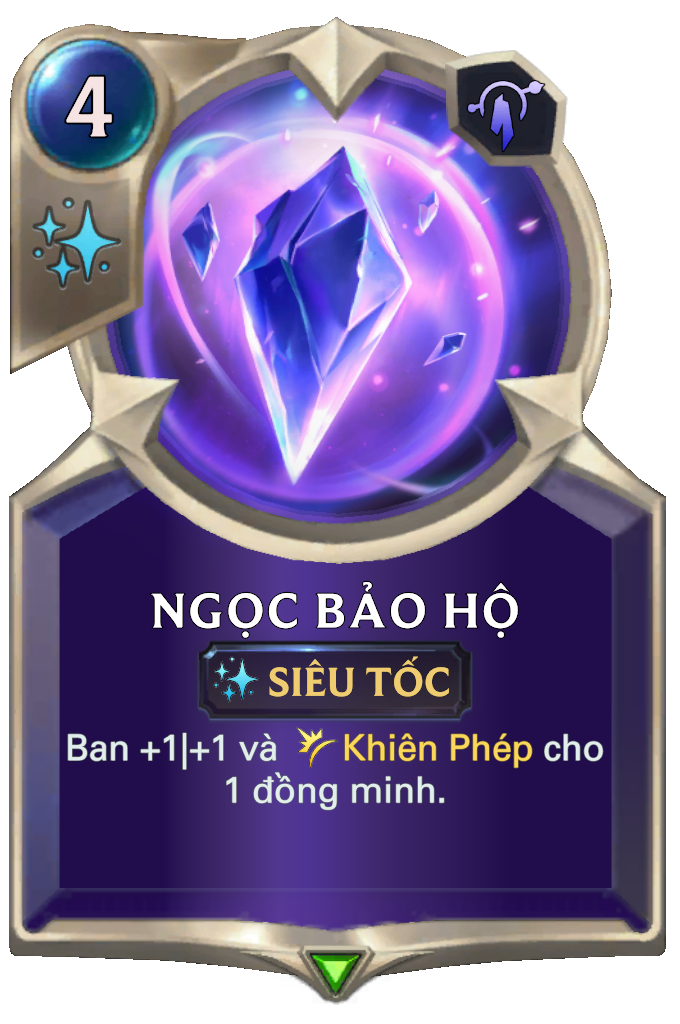 4
NGỌC BẢO HỘ
SIÊU TỐC
Ban +1|+1 và Khiên Phép cho
1 đồng minh.